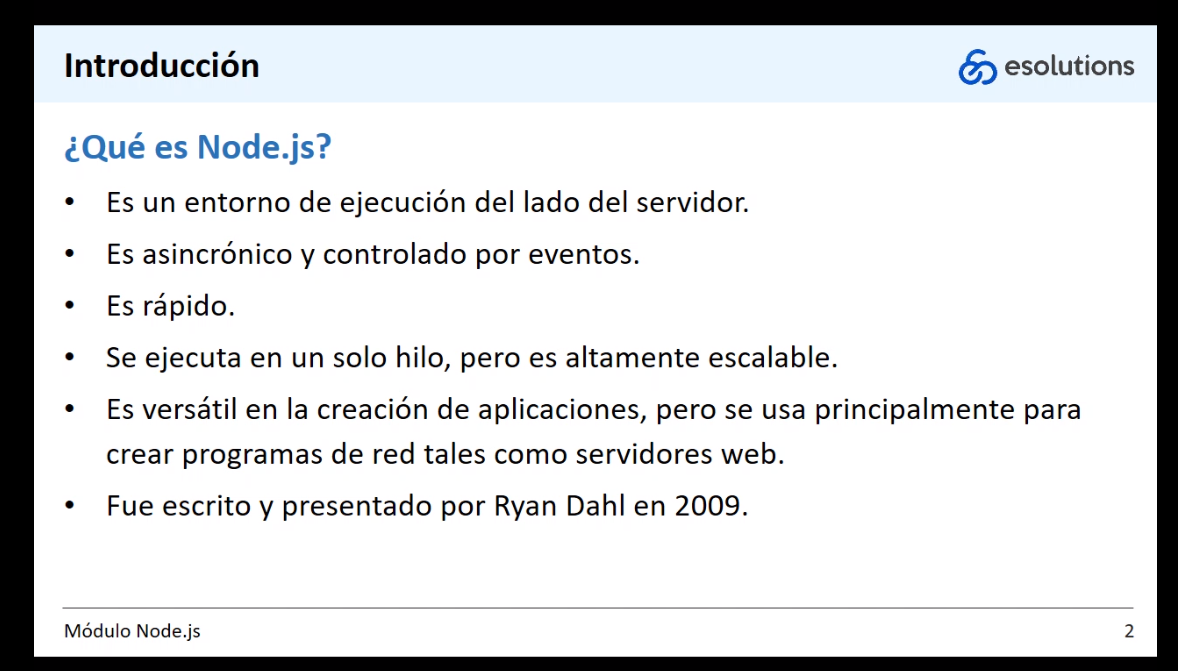 Introducción
esolutions
¿Qué es Node.js?
• Es un entorno de ejecución del lado del servidor.
• Es asincrónico y controlado por eventos.
• Es rápido.
• Se ejecuta en un solo hilo, pero es altamente escalable.
• Es versátil en la creación de aplicaciones, pero se usa principalmente para
crear programas de red tales como servidores web.
• Fue escrito y presentado por Ryan Dahl en 2009.
Módulo Node.js
2